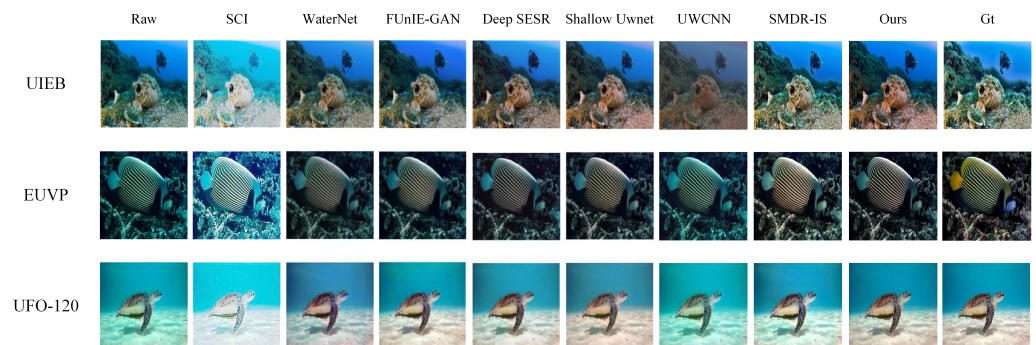 Raw SCI WaterNet FUnIE-GAN Deep SESR Shallow Uwnet UWCNN SMDR-IS Ours Gt
UIEB
EUVP
UFO-120